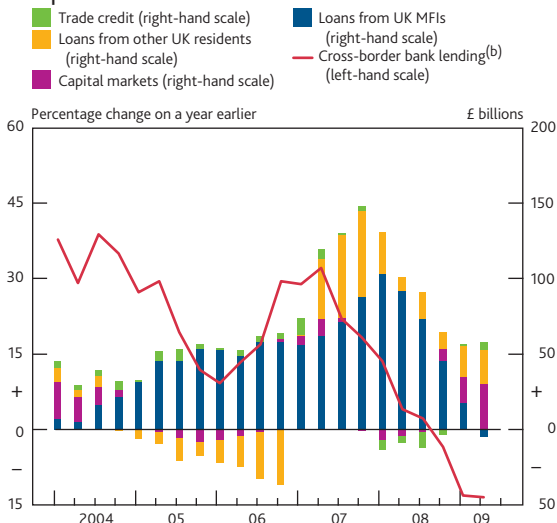 Trade credit (right-hand scale)
Loans from other UK residents
(right-hand scale)
Capital markets (right-hand scale)
Loans from UK MFIs
(right-hand scale)
Cross-border bank lending(b)
(left-hand scale)
Percentage change on a year earlier
£ billions
60
45
30
15
+
0
–
15
200
150
100
50
+
0
–
50
2004 05 06 07 08 09